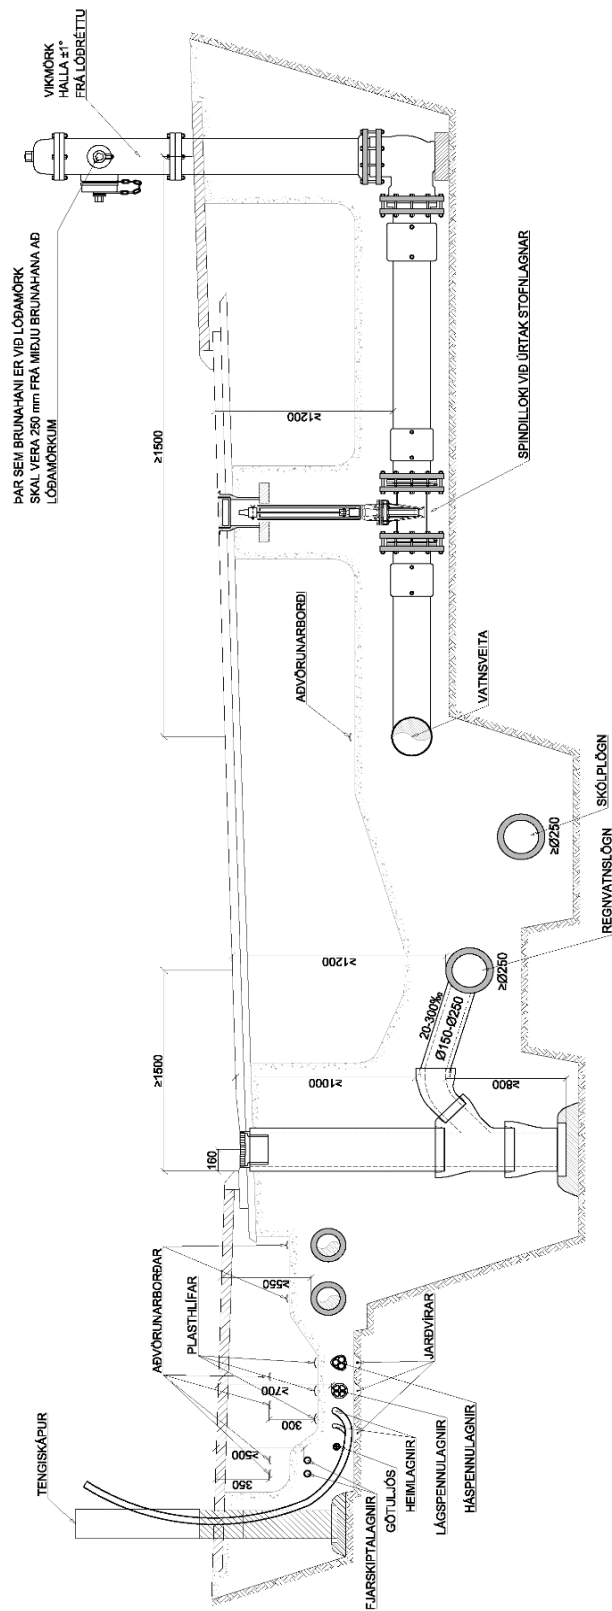 VIKMÖRK
HALLA ±1°
FRÁ LÓÐRÉTTU
ÞAR SEM BRUNAHANI ER VIÐ LÓÐAMÖRK
SKAL VERA 250 mm FRÁ MIÐJU BRUNAHANA AÐ
LÓÐAMÖRKUM
≥1500
≥1200
SPINDILLOKI VIÐ ÚRTAK STOFNLAGNAR
AÐVÖRUNARBORÐI
VATNSVEITA
SKÓLPLÖGN
≥Ø250
REGNVATNSLÖGN
≥Ø250
≥1200
20-300‰
Ø150-Ø250
≥1500
≥1000
≥800
160
AÐVÖRUNARBORÐAR
≥550
PLASTHLÍFAR
≥700
300
≥500
350
JARÐVÍRAR
HÁSPENNULAGNIR
LÁGSPENNULAGNIR
HEIMLAGNIR
GÖTULJÓS
FJARSKIPTALAGNIR
TENGISKÁPUR